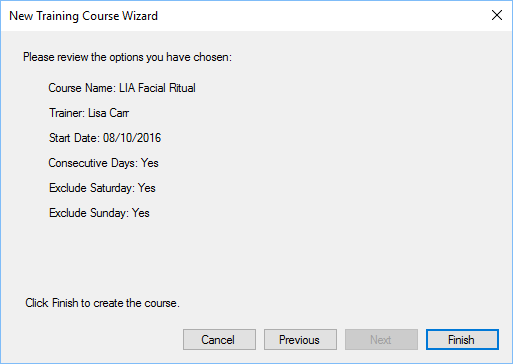 New Training Course Wizard
Please review the options you have chosen:
Course Name: LIA Facial Ritual
Trainer: Lisa Carr
Start Date: 08/10/2016
Consecutive Days: Yes
Exclude Saturday: Yes
Exclude Sunday: Yes
Click Finish to create the course.
Cancel Previous Next Finish